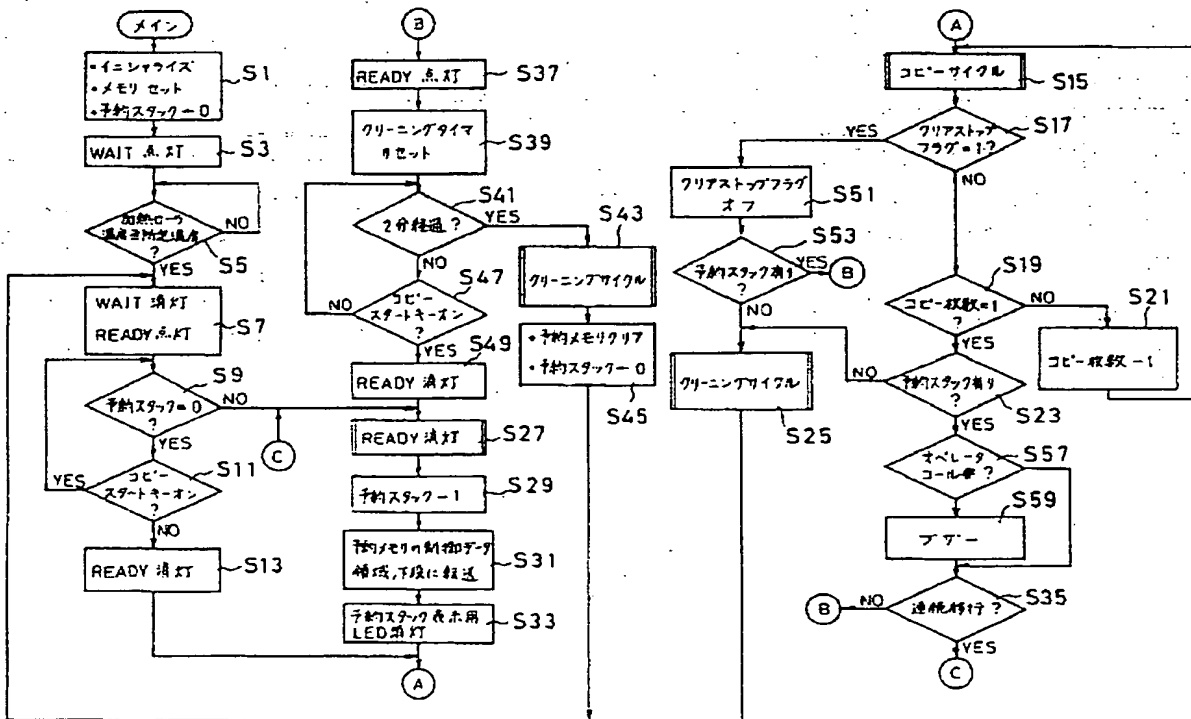 メイン
・イニシャライズ
・メモリ セット
・予約スタック←0
S1
WAIT 点灯
S3
加熱ローラ
温度≧所定温度
?
NO
S5
YES
WAIT 消灯
READY 点灯
S7
S9
予約スタック=0
?
NO
YES
C
S11
コピー
スタートキーオン
?
YES
NO
READY 消灯
S13
B
READY 点灯
S37
クリーニングタイマ
リセット
S39
S41
2分経過?
YES
NO
S43
クリーニングサイクル
・予約メモリクリア
・予約スタック←0
S45
S47
コピー
スタートキーオン
?
NO
YES
S49
READY 消灯
READY 消灯
S27
予約スタック-1
S29
予約メモリの制御データ
領域,下段に転送
S31
予約スタック表示用
LED消灯
S33
A
A
コピーサイクル
S15
S17
クリアストップ
フラグ=1?
YES
NO
クリアストップフラグ
オフ
S51
S53
予約スタック有り
?
YES
B
NO
クリーニングサイクル
S25
S19
コピー枚数=1
?
NO
YES
S21
コピー枚数-1
予約スタック有り
?
NO
S23
YES
S57
オペレータ
コール?
S59
ブザー
S35
連続移行?
NO
B
YES
C